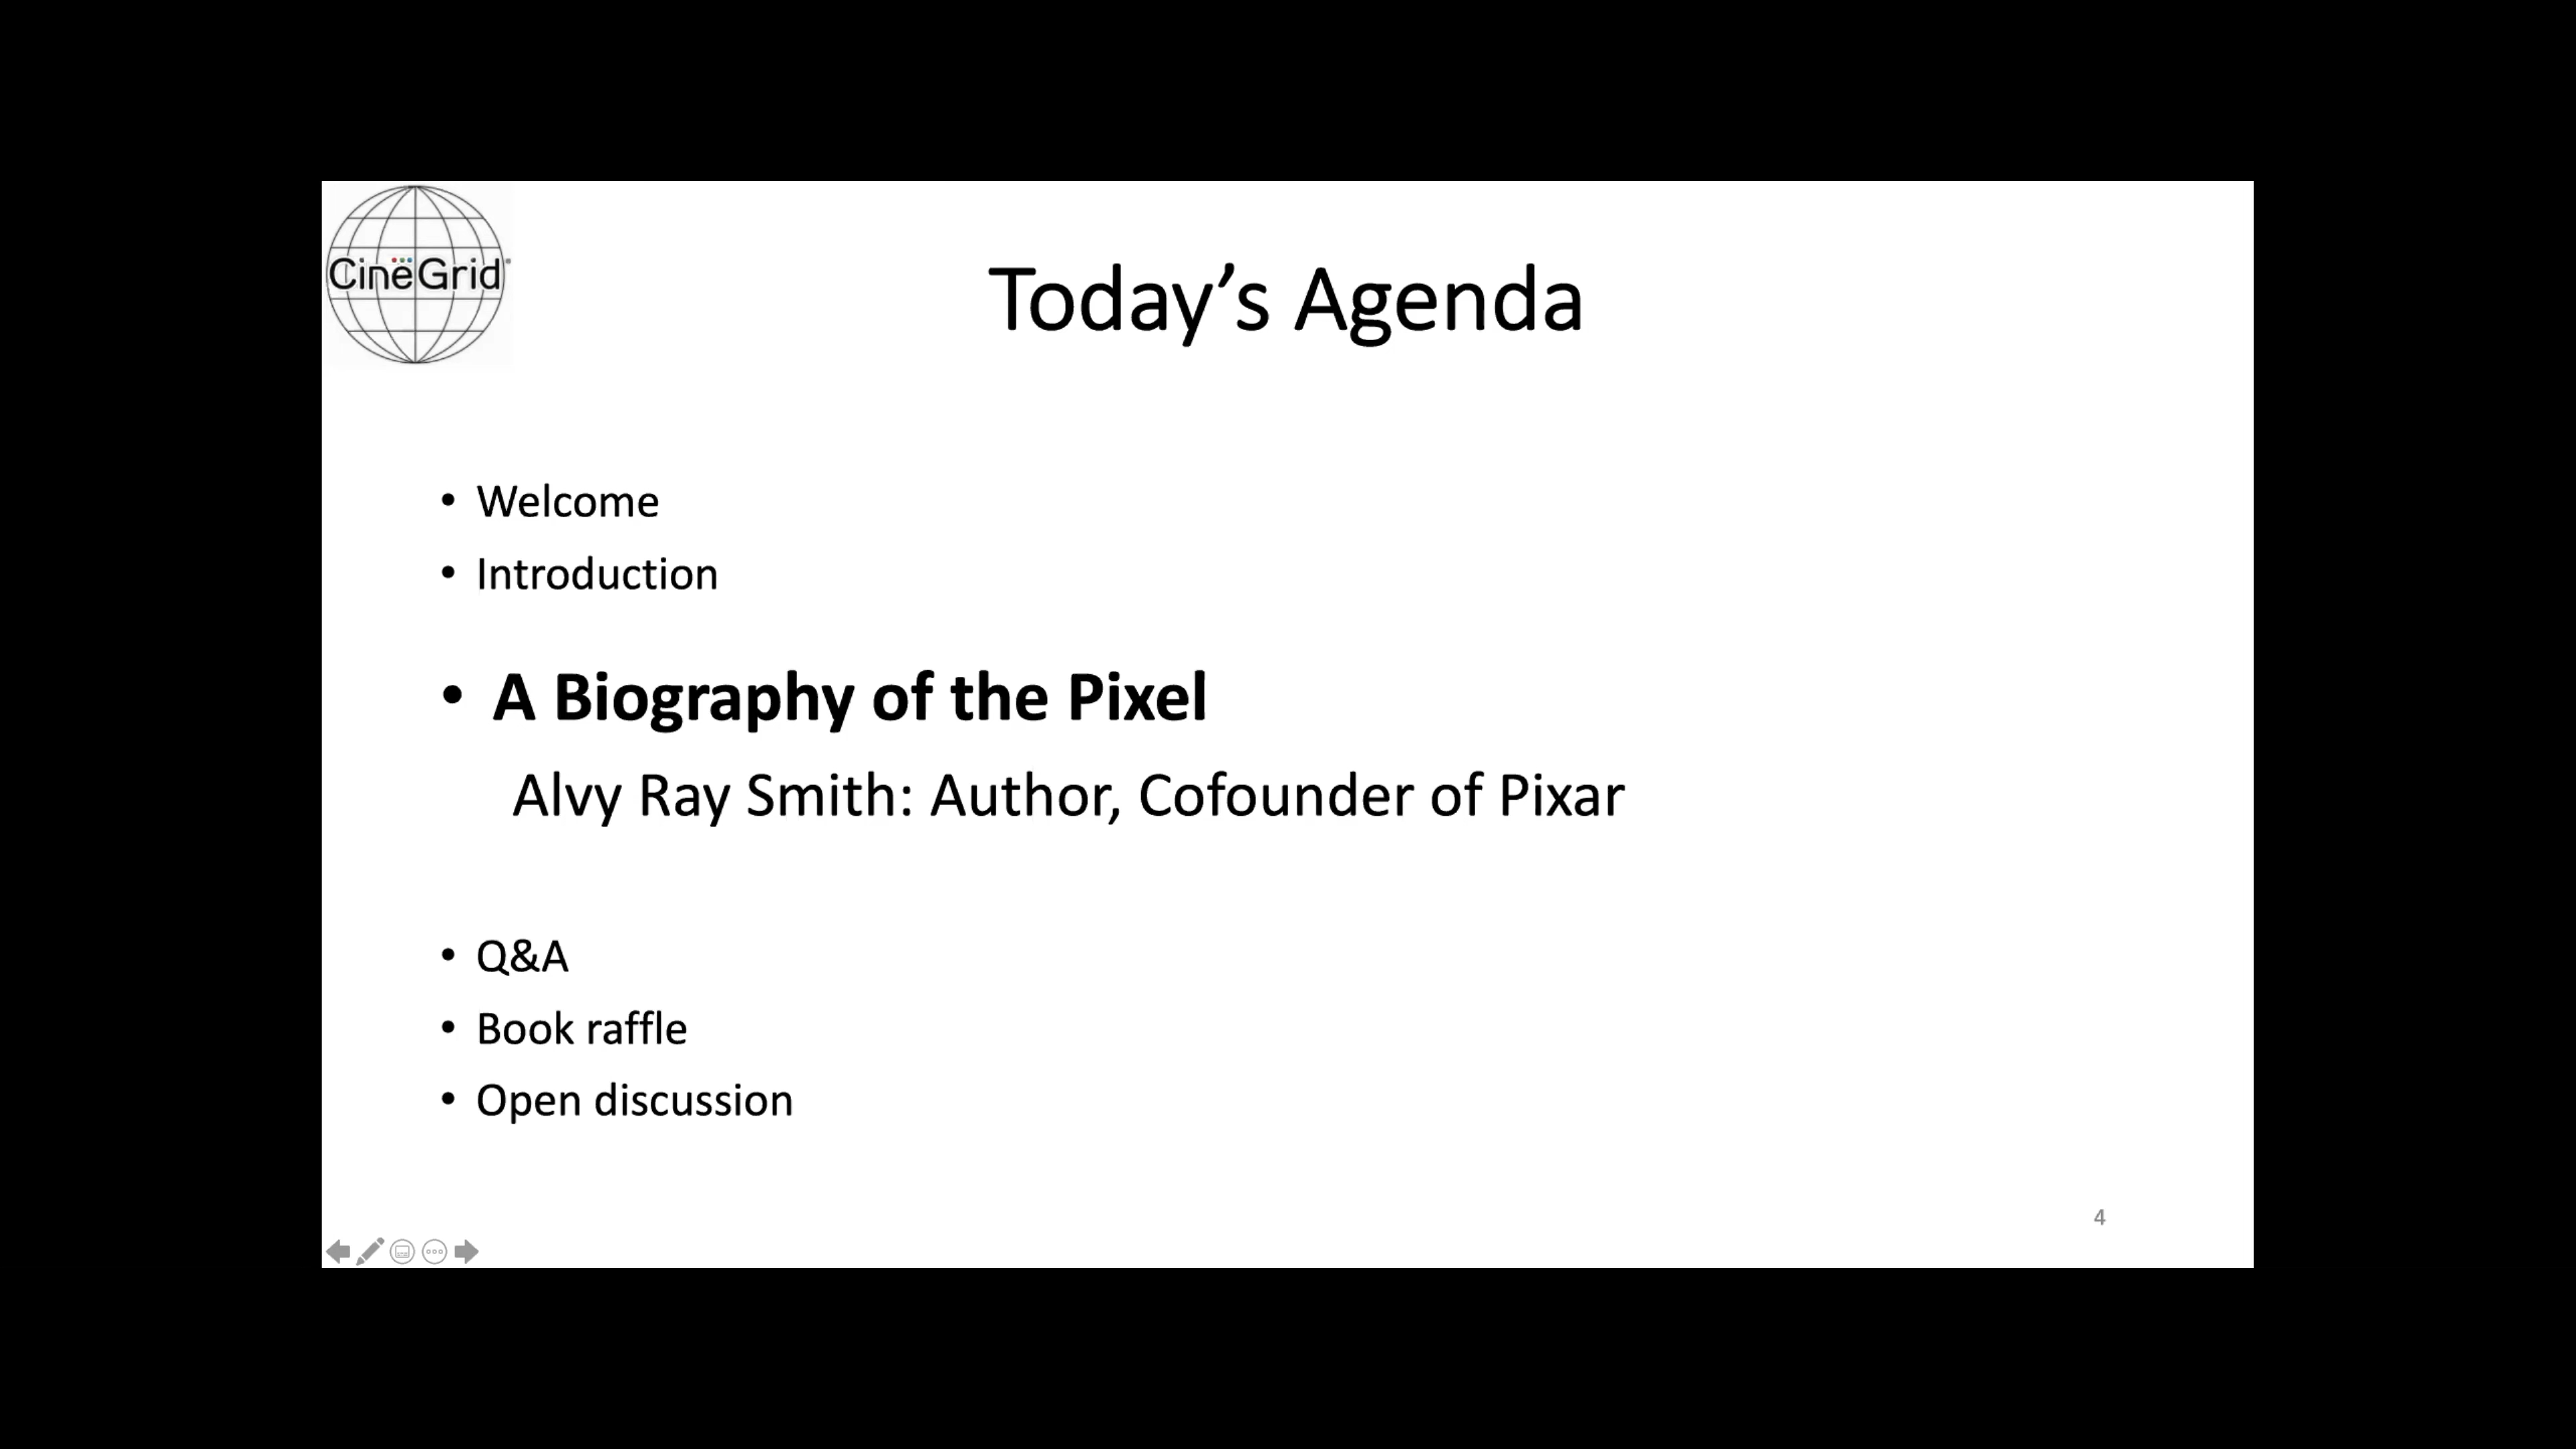 CineGrid
Today’s Agenda
• Welcome
• Introduction
• A Biography of the Pixel
Alvy Ray Smith: Author, Cofounder of Pixar
• Q&A
• Book raffle
• Open discussion
4